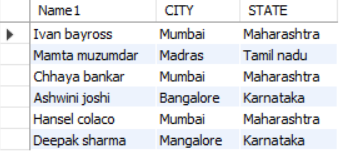 Name1 CITY STATE
Ivan bayross Mumbai Maharashtra
Mamta muzumdar Madras Tamil nadu
Chhaya bankar Mumbai Maharashtra
Ashwini joshi Bangalore Karnataka
Hansel colaco Mumbai Maharashtra
Deepak sharma Mangalore Karnataka